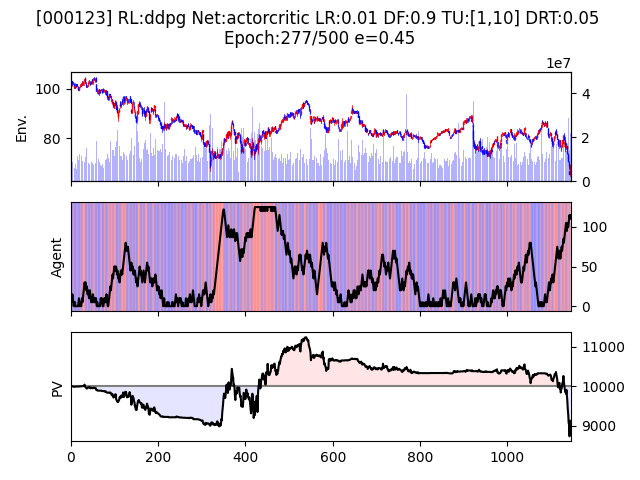 [000123] RL:ddpg Net:actorcritic LR:0.01 DF:0.9 TU:[1,10] DRT:0.05
Epoch:277/500 e=0.45
1e7
100
80
Env.
4
2
0
Agent
100
50
0
PV
11000
10000
9000
0 200 400 600 800 1000